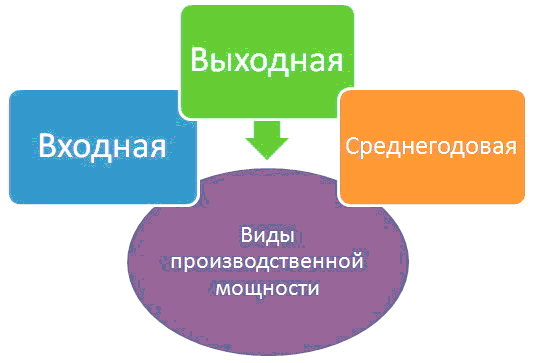 Выходная
Входная
Среднегодовая
Виды
производственной
мощности